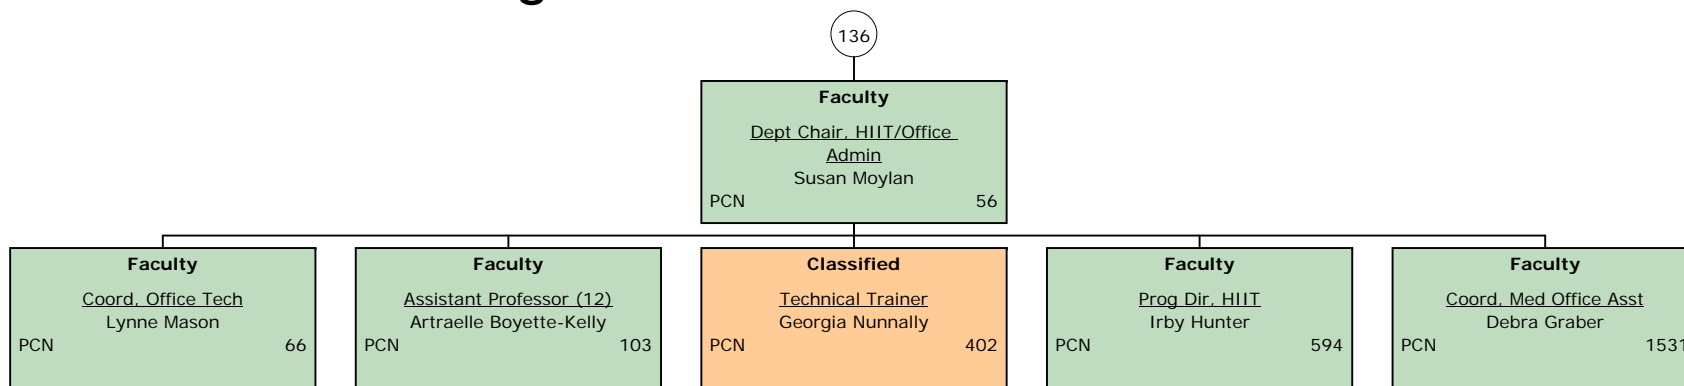 136
Faculty
Dept Chair, HIIT/Office
Admin
Susan Moylan
PCN 56
Faculty
Coord, Office Tech
Lynne Mason
PCN 66
Faculty
Assistant Professor (12)
Artraelle Boyette-Kelly
PCN 103
Classified
Technical Trainer
Georgia Nunnally
PCN 402
Faculty
Prog Dir, HIIT
Irby Hunter
PCN 594
Faculty
Coord, Med Office Asst
Debra Graber
PCN 1531